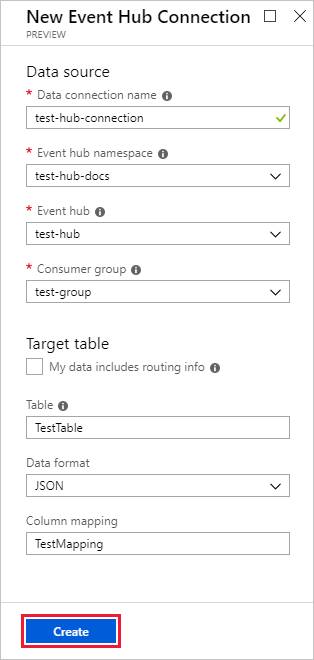 New Event Hub Connection
PREVIEW
Data source
* Data connection name
test-hub-connection
* Event hub namespace
test-hub-docs
* Event hub
test-hub
* Consumer group
test-group
Target table
My data includes routing info
Table
TestTable
Data format
JSON
Column mapping
TestMapping
Create